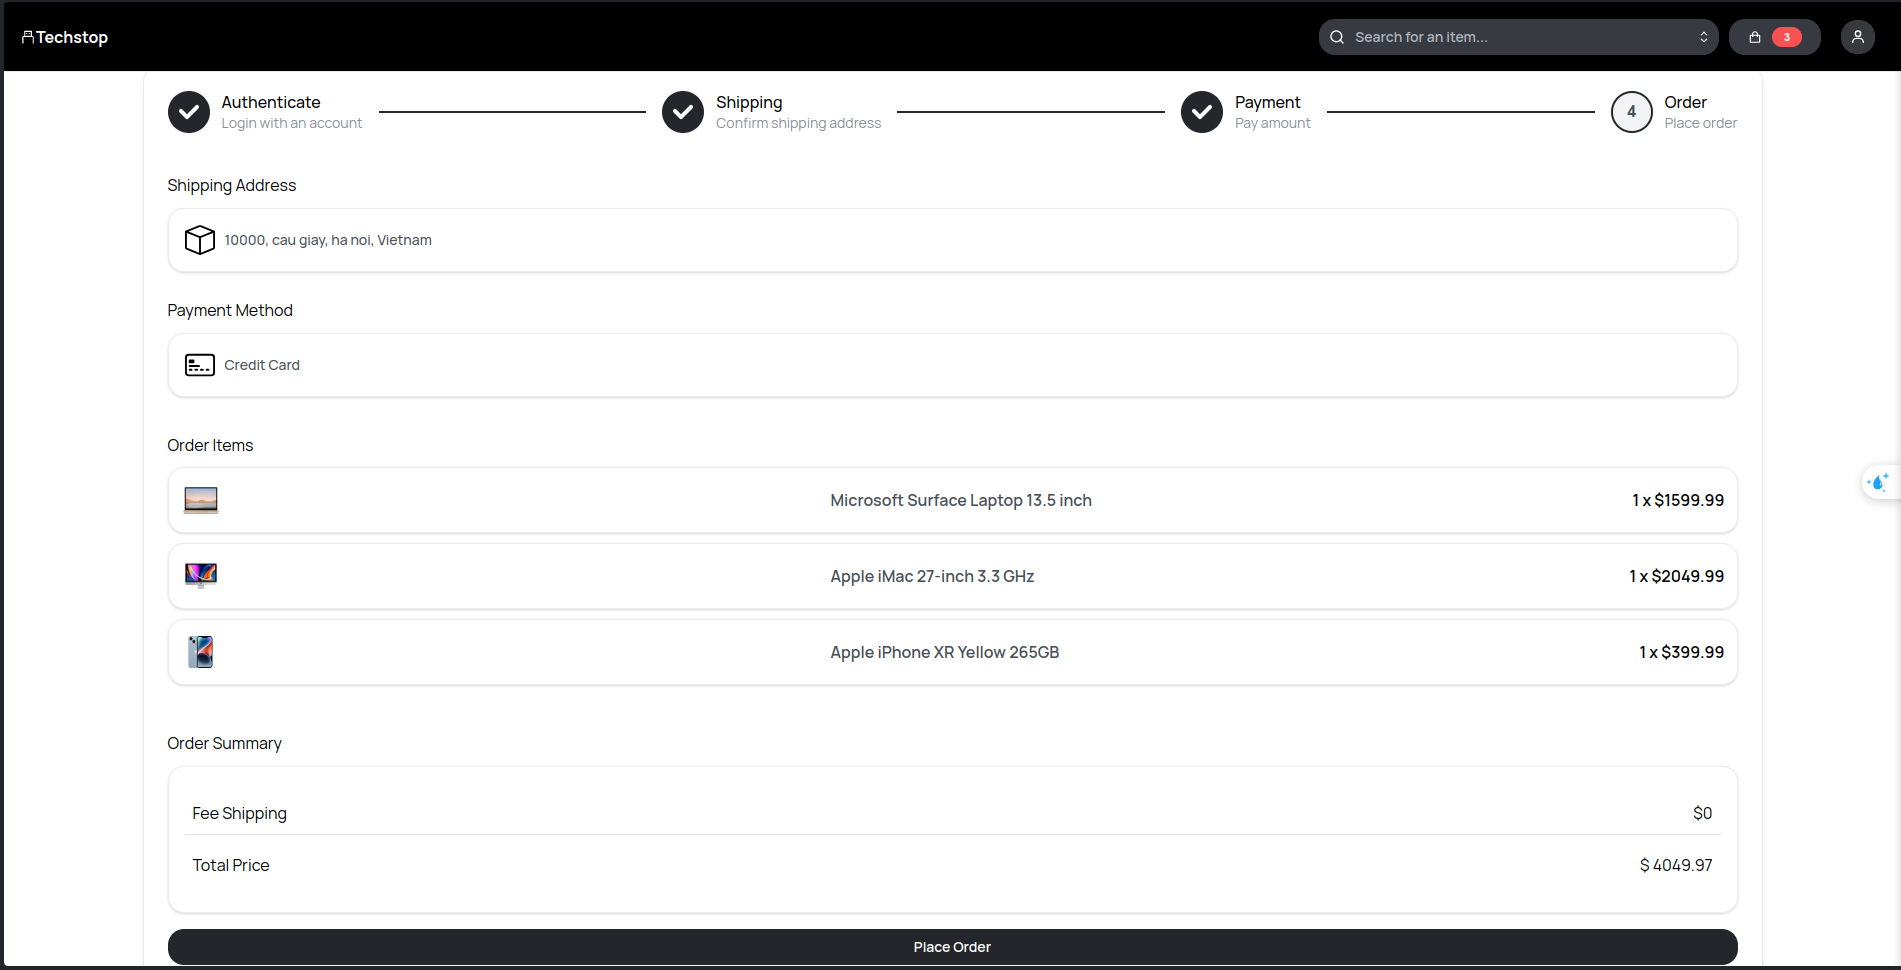 Techstop
Search for an item...
3
Authenticate
Login with an account
Shipping
Confirm shipping address
Payment
Pay amount
4
Order
Place order
Shipping Address
10000, cau giay, ha noi, Vietnam
Payment Method
Credit Card
Order Items
Microsoft Surface Laptop 13.5 inch
1 x $1599.99
Apple iMac 27-inch 3.3 GHz
1 x $2049.99
Apple iPhone XR Yellow 265GB
1 x $399.99
Order Summary
Fee Shipping
$0
Total Price
$ 4049.97
Place Order